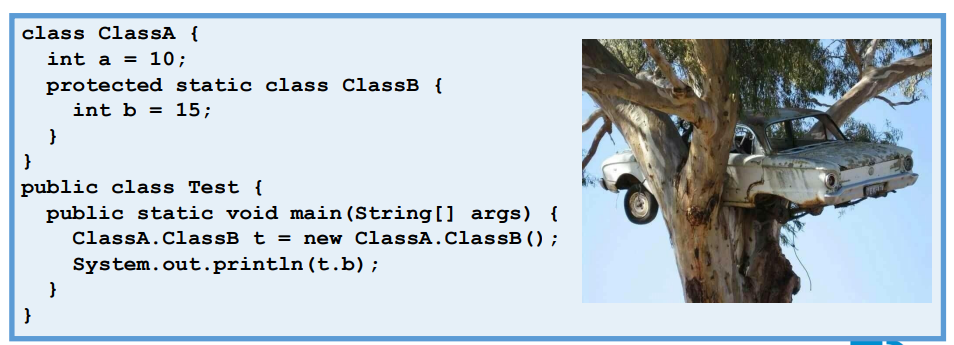 class ClassA {
  int a = 10;
  protected static class ClassB {
    int b = 15;
  }
}
public class Test {
  public static void main(String[] args) {
    ClassA.ClassB t = new ClassA.ClassB();
    System.out.println(t.b);
  }
}